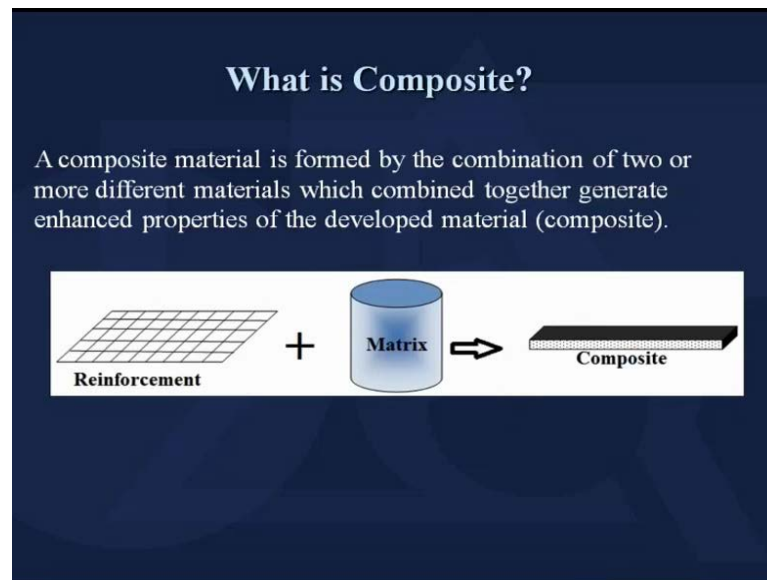 What is Composite?
A composite material is formed by the combination of two or
more different materials which combined together generate
enhanced properties of the developed material (composite).
Reinforcement
+
Matrix
Composite